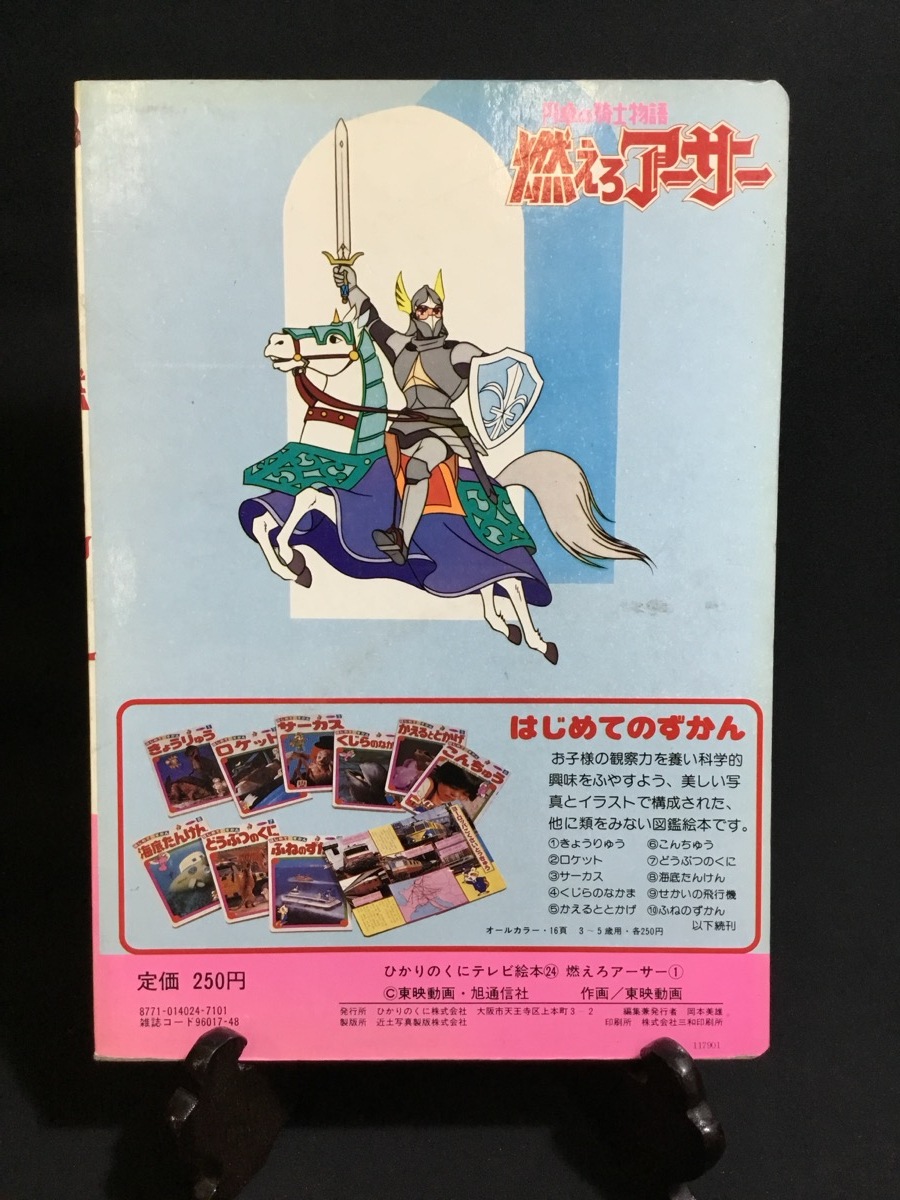 円卓の騎士物語
燃えろアーサー
はじめてのずかん
お子様の観察力を養い科学的
興味をふやすよう、美しい写
真とイラストで構成された、
他に類をみない図鑑絵本です。
①きょうりゅう ⑥こんちゅう
②ロケット ⑦どうぶつのくに
③サーカス ⑧海底たんけん
④くじらのなかま ⑨せかいの飛行機
⑤かえるととかげ ⑩ふねのずかん
以下続刊
オールカラー・16頁 3～5歳用・各250円
きょうりゅう
ロケット
サーカス
くじらのなか
かえるととかげ
こんちゅう
海底たんけん
どうぶつのくに
ふねのずか
定価 250円
8771-014024-7101
雑誌コード96017-48
ひかりのくにテレビ絵本㉔ 燃えろアーサー①
©東映動画・旭通信社 作画/東映動画
発行所 ひかりのくに株式会社 大阪市天王寺区上本町3-2 編集兼発行者 岡本美雄
製版所 近土写真製版株式会社 印刷所 株式会社三和印刷所
117901